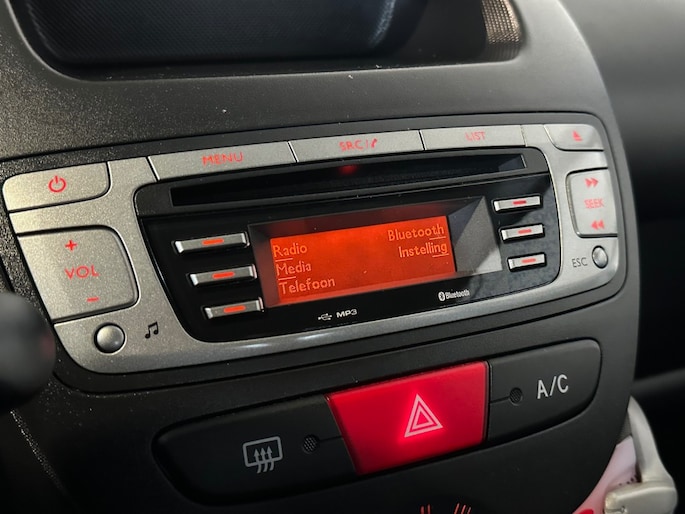 MENU
SRC/
LIST
+
VOL
-
SEEK
ESC
Radio
Bluetooth
Media
Instelling
Telefoon
MP3
Bluetooth
A/C